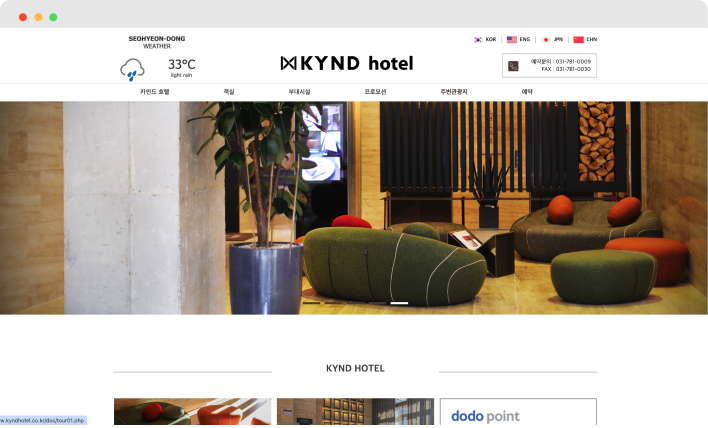 SEOHYEON-DONG
WEATHER
33°C
light rain
KYND hotel
KOR
ENG
JPN
CHN
예약문의 : 031-781-0009
FAX : 031-781-0030
카인드 호텔
객실
부대시설
프로모션
주변관광지
예약
KYND HOTEL
dodo point
w.kyndhotel.co.kr/doc/tour01.php